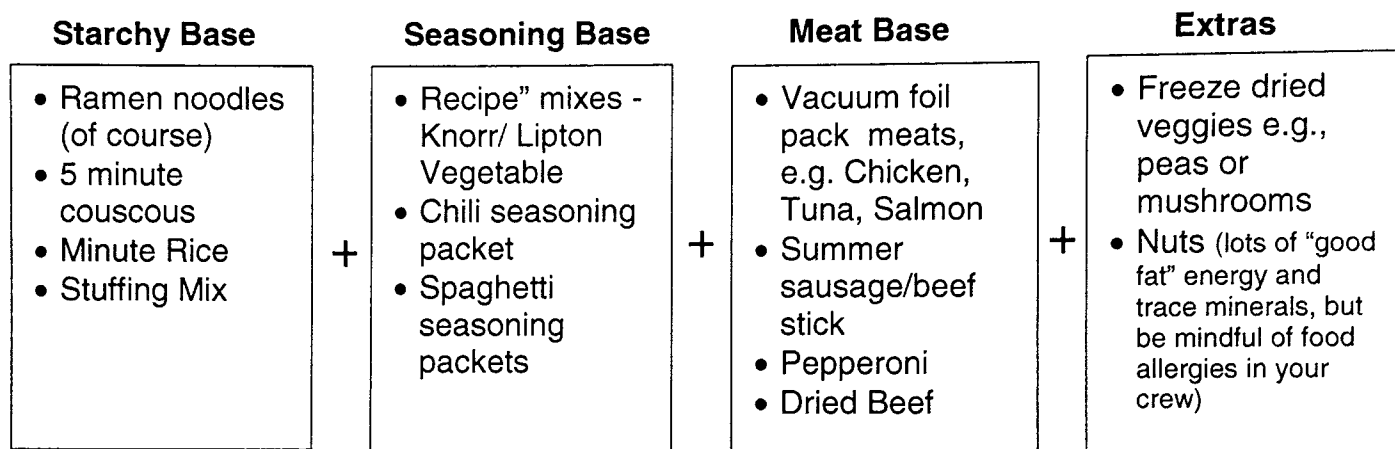 Starchy Base
• Ramen noodles
(of course)
• 5 minute
couscous
• Minute Rice
• Stuffing Mix
+
Seasoning Base
• Recipe” mixes -
Knorr/ Lipton
Vegetable
• Chili seasoning
packet
• Spaghetti
seasoning
packets
+
Meat Base
• Vacuum foil
pack meats,
e.g. Chicken,
Tuna, Salmon
• Summer
sausage/beef
stick
• Pepperoni
• Dried Beef
+
Extras
• Freeze dried
veggies e.g.,
peas or
mushrooms
• Nuts (lots of “good
fat” energy and
trace minerals, but
be mindful of food
allergies in your
crew)